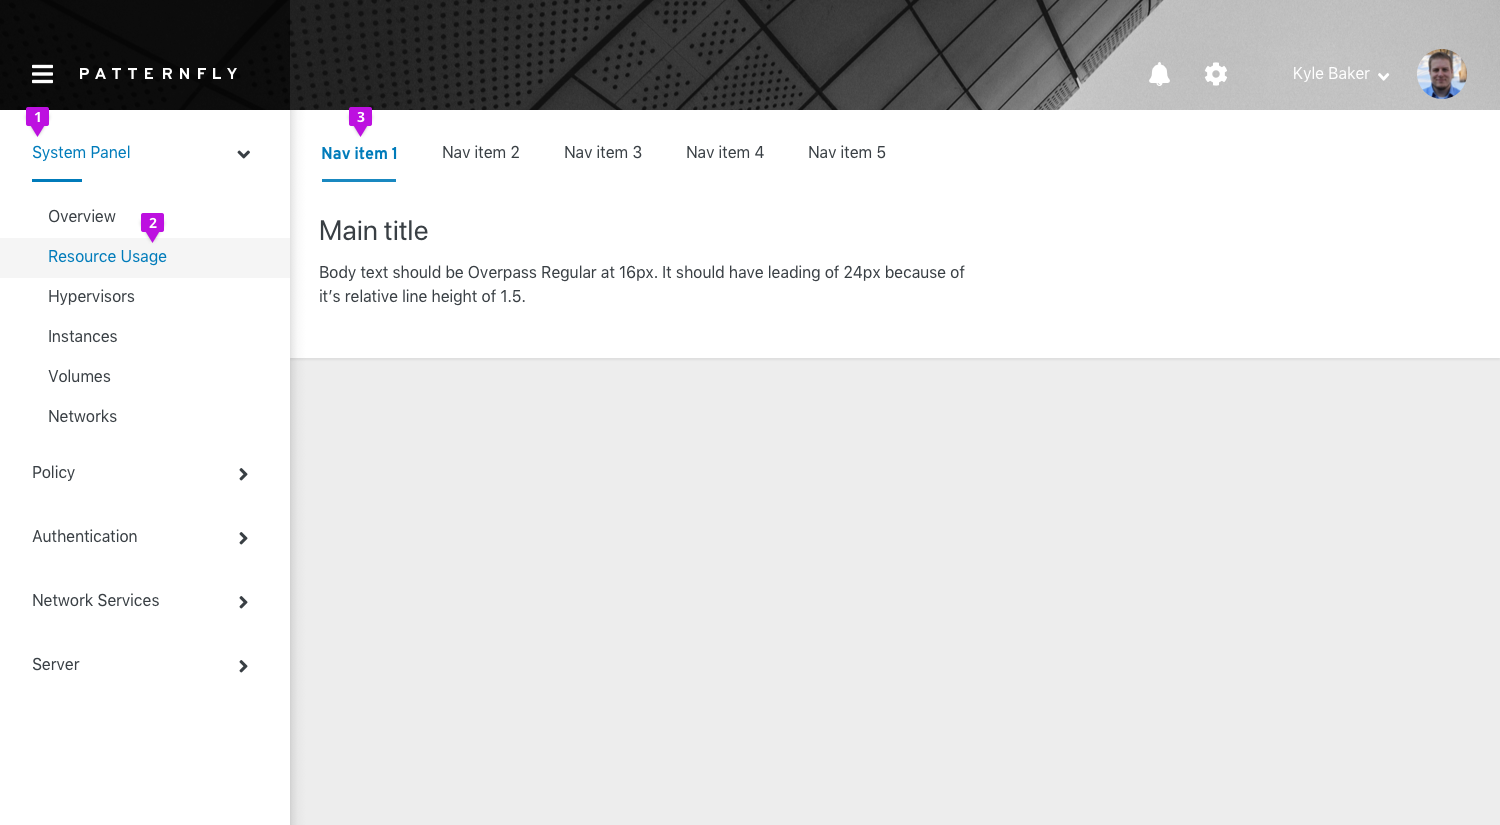 PATTERNFLY
Kyle Baker
1
3
System Panel
Nav item 1
Nav item 2
Nav item 3
Nav item 4
Nav item 5
Overview
2
Resource Usage
Hypervisors
Instances
Volumes
Networks
Policy
Authentication
Network Services
Server
Main title
Body text should be Overpass Regular at 16px. It should have leading of 24px because of
it’s relative line height of 1.5.